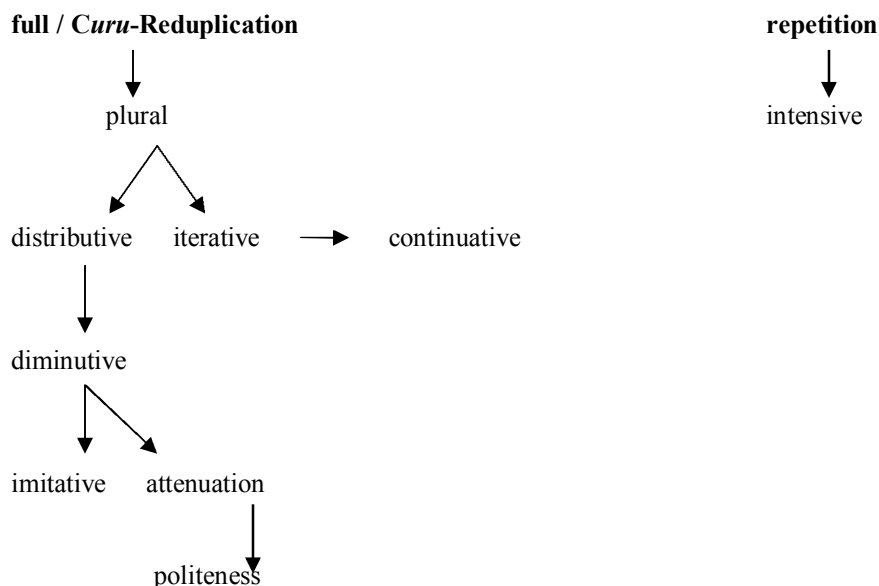 full / Curu-Reduplication repetition
plural intensive
distributive iterative continuative
diminutive
imitative attenuation
politeness